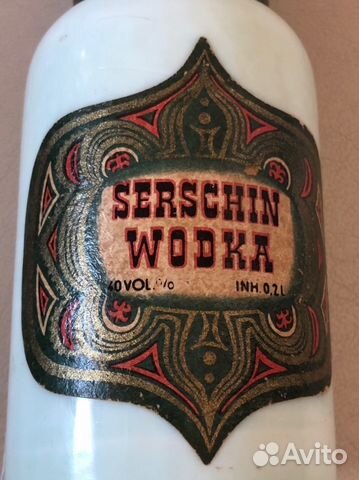 SERSCHIN
WODKA
40 VOL.% INH. 0,2 L
Avito